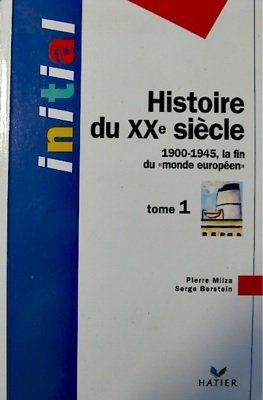 initial
Histoire
du XXe siècle
1900-1945, la fin
du «monde européen»
tome 1
Pierre Milza
Serge Berstein
HATIER